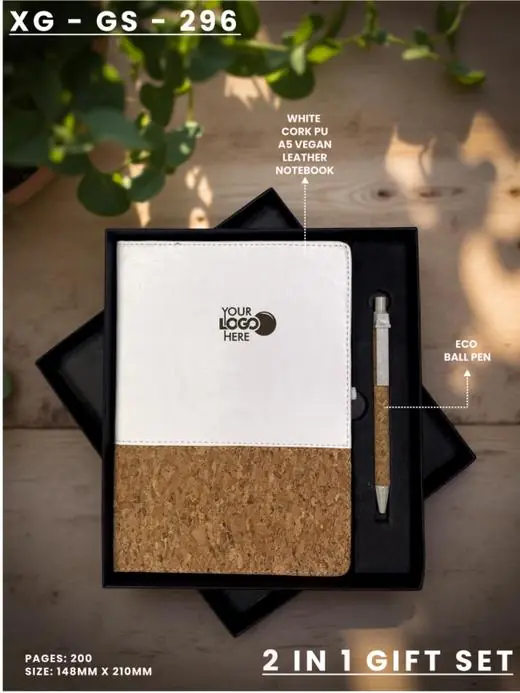 XG - GS - 296
WHITE
CORK PU
A5 VEGAN
LEATHER
NOTEBOOK
YOUR
LOGO
HERE
ECO
BALL PEN
PAGES: 200
SIZE: 148MM X 210MM
2 IN 1 GIFT SET